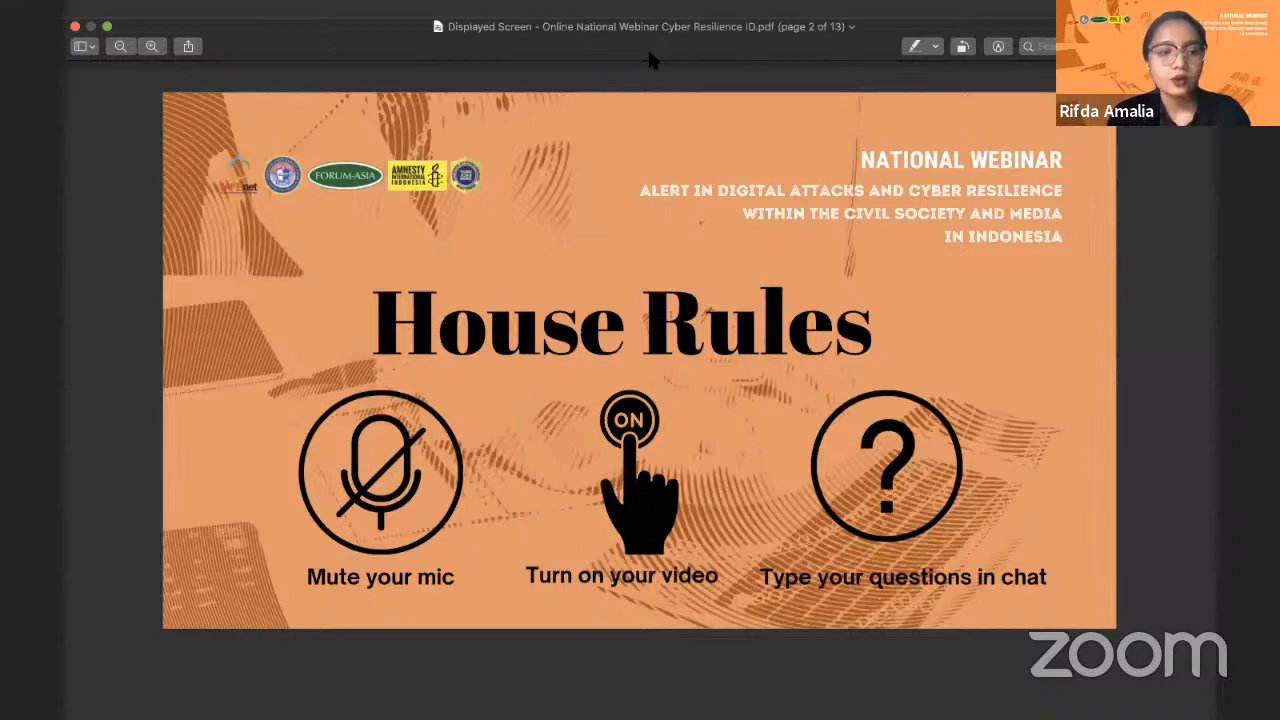 Displayed Screen - Online National Webinar Cyber Resilience ID.pdf (page 2 of 13)
Rifda Amalia
FORUM-ASIA
AMNESTY
INTERNATIONAL
INDONESIA
NATIONAL WEBINAR
ALERT IN DIGITAL ATTACKS AND CYBER RESILIENCE
WITHIN THE CIVIL SOCIETY AND MEDIA
IN INDONESIA
House Rules
ON
?
Mute your mic
Turn on your video
Type your questions in chat
zoom